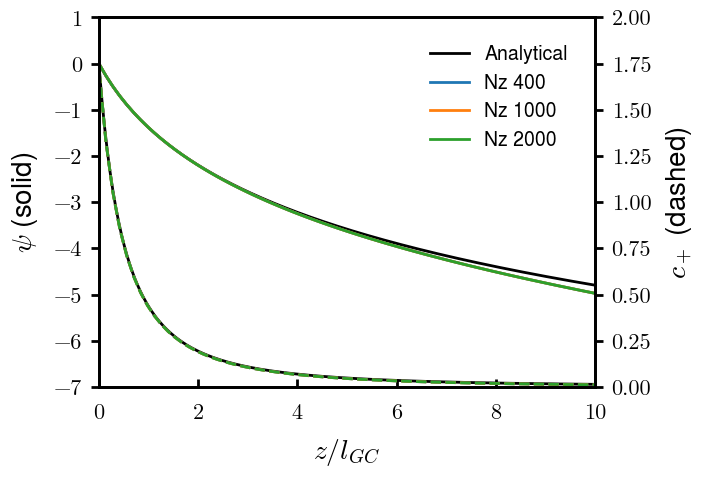 1
0
−1
−2
−3
−4
−5
−6
−7
ψ (solid)
Analytical
Nz 400
Nz 1000
Nz 2000
2.00
1.75
1.50
1.25
1.00
0.75
0.50
0.25
0.00
c₊ (dashed)
0 2 4 6 8 10
z/l_{GC}